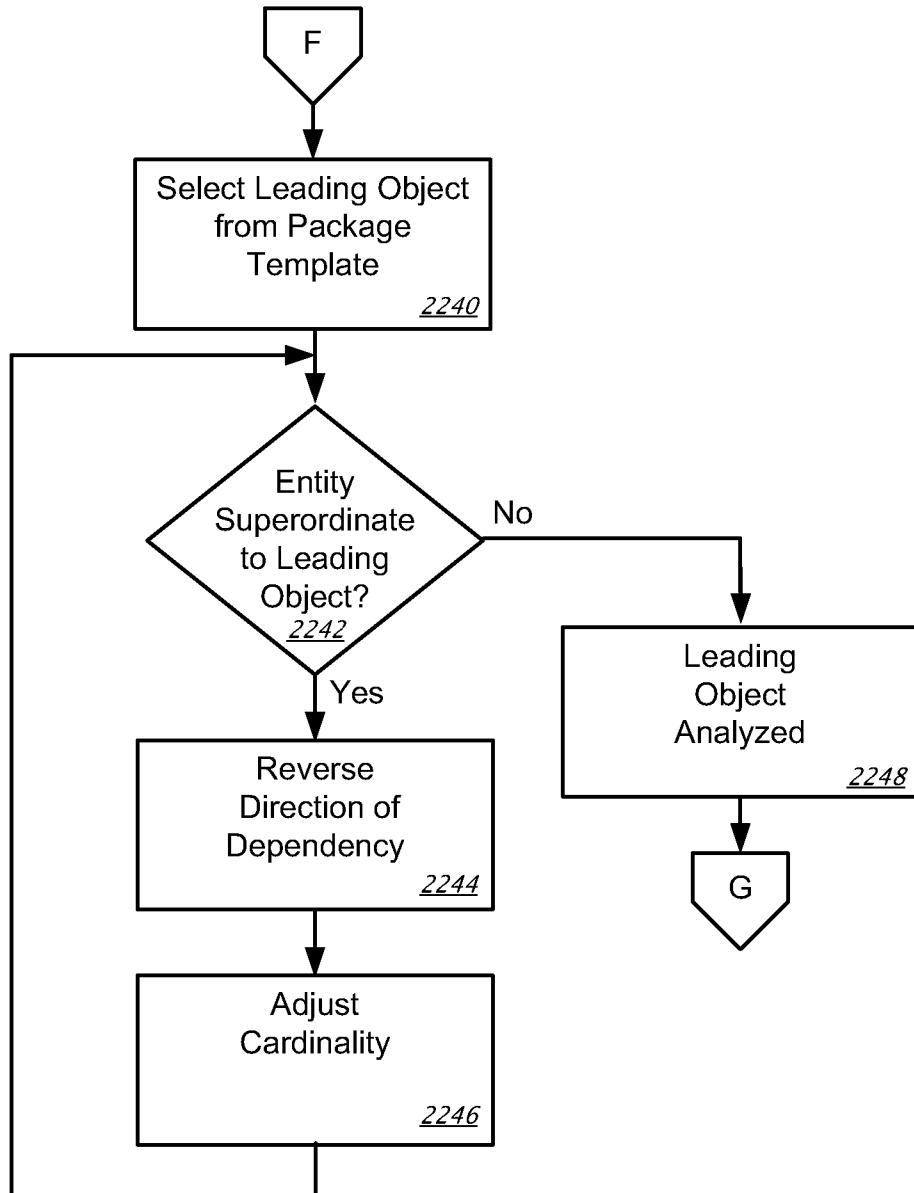 F
Select Leading Object
from Package
Template
2240
Entity
Superordinate
to Leading
Object?
2242
No
Yes
Leading
Object
Analyzed
2248
Reverse
Direction of
Dependency
2244
G
Adjust
Cardinality
2246